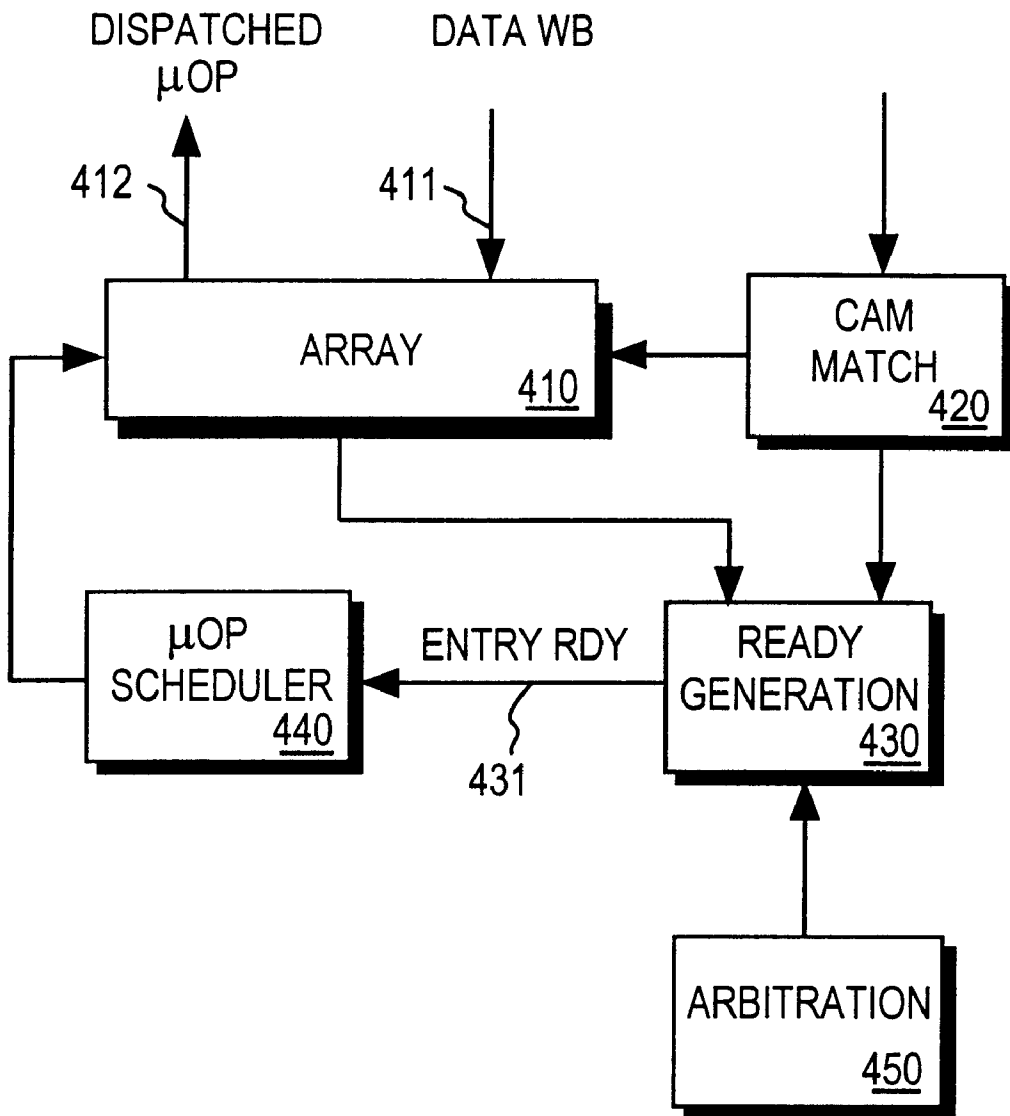 DISPATCHED
μOP
DATA WB
412
411
ARRAY
410
CAM
MATCH
420
μOP
SCHEDULER
440
ENTRY RDY
431
READY
GENERATION
430
ARBITRATION
450